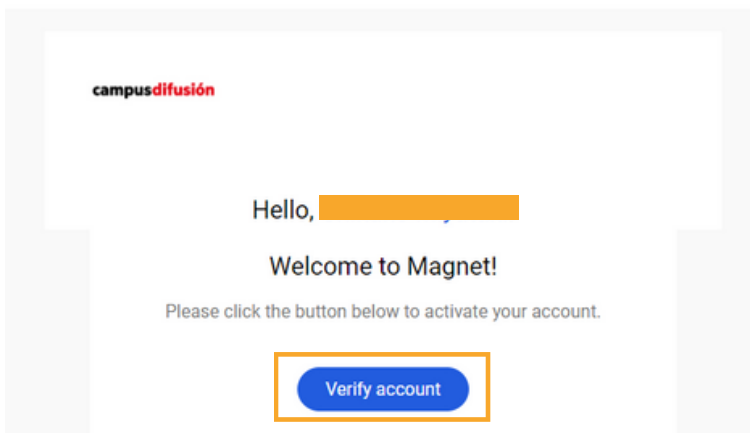 campusdifusión
Hello,
Welcome to Magnet!
Please click the button below to activate your account.
Verify account